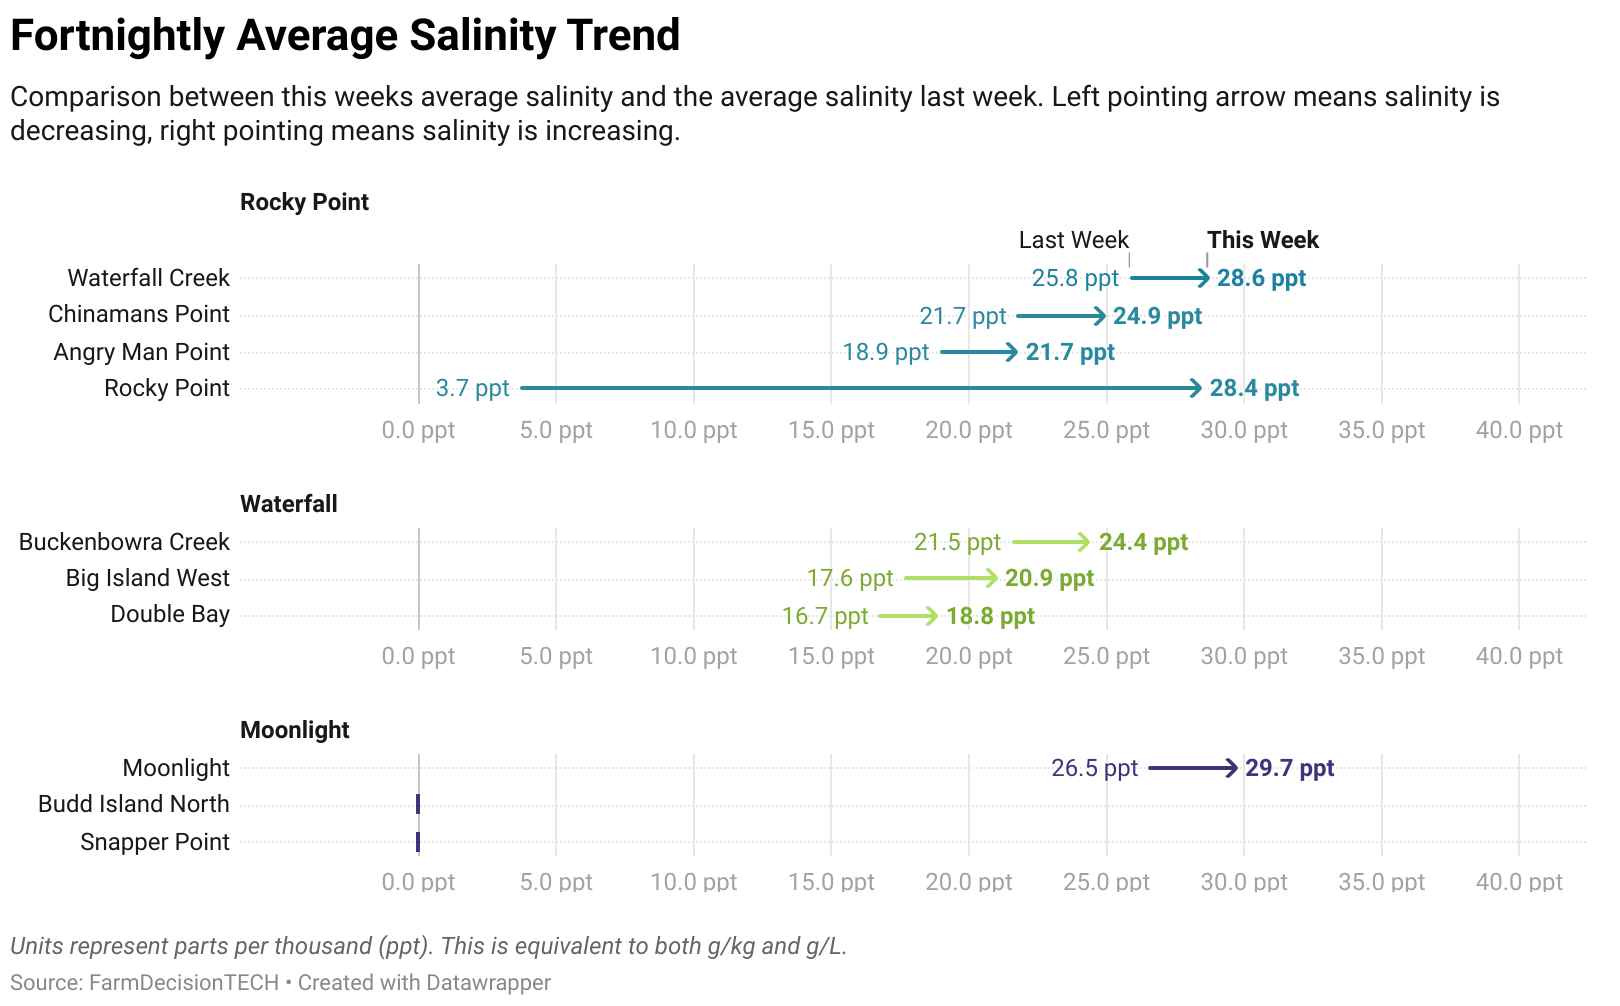 Fortnightly Average Salinity Trend
Comparison between this weeks average salinity and the average salinity last week. Left pointing arrow means salinity is
decreasing, right pointing means salinity is increasing.
Rocky Point
Last Week This Week
Waterfall Creek 25.8 ppt 28.6 ppt
Chinamans Point 21.7 ppt 24.9 ppt
Angry Man Point 18.9 ppt 21.7 ppt
Rocky Point 3.7 ppt 28.4 ppt
0.0 ppt 5.0 ppt 10.0 ppt 15.0 ppt 20.0 ppt 25.0 ppt 30.0 ppt 35.0 ppt 40.0 ppt
Waterfall
Buckenbowra Creek 21.5 ppt 24.4 ppt
Big Island West 17.6 ppt 20.9 ppt
Double Bay 16.7 ppt 18.8 ppt
0.0 ppt 5.0 ppt 10.0 ppt 15.0 ppt 20.0 ppt 25.0 ppt 30.0 ppt 35.0 ppt 40.0 ppt
Moonlight
Moonlight 26.5 ppt 29.7 ppt
Budd Island North
Snapper Point
0.0 ppt 5.0 ppt 10.0 ppt 15.0 ppt 20.0 ppt 25.0 ppt 30.0 ppt 35.0 ppt 40.0 ppt
Units represent parts per thousand (ppt). This is equivalent to both g/kg and g/L.
Source: FarmDecisionTECH • Created with Datawrapper